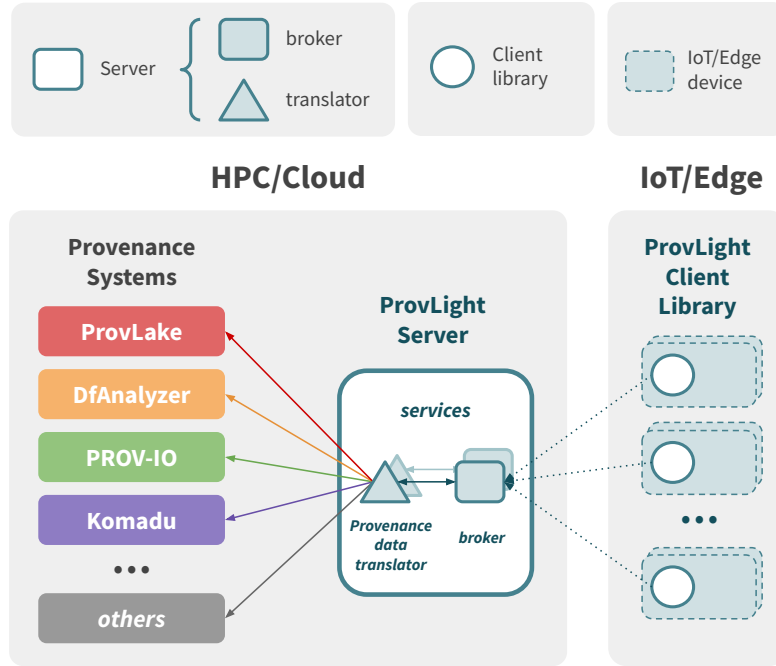 Server
broker
translator
Client
library
IoT/Edge
device
HPC/Cloud
IoT/Edge
Provenance
Systems
ProvLake
DfAnalyzer
PROV-IO
Komadu
•••
others
ProvLight
Server
services
Provenance
data
translator
broker
ProvLight
Client
Library
•••